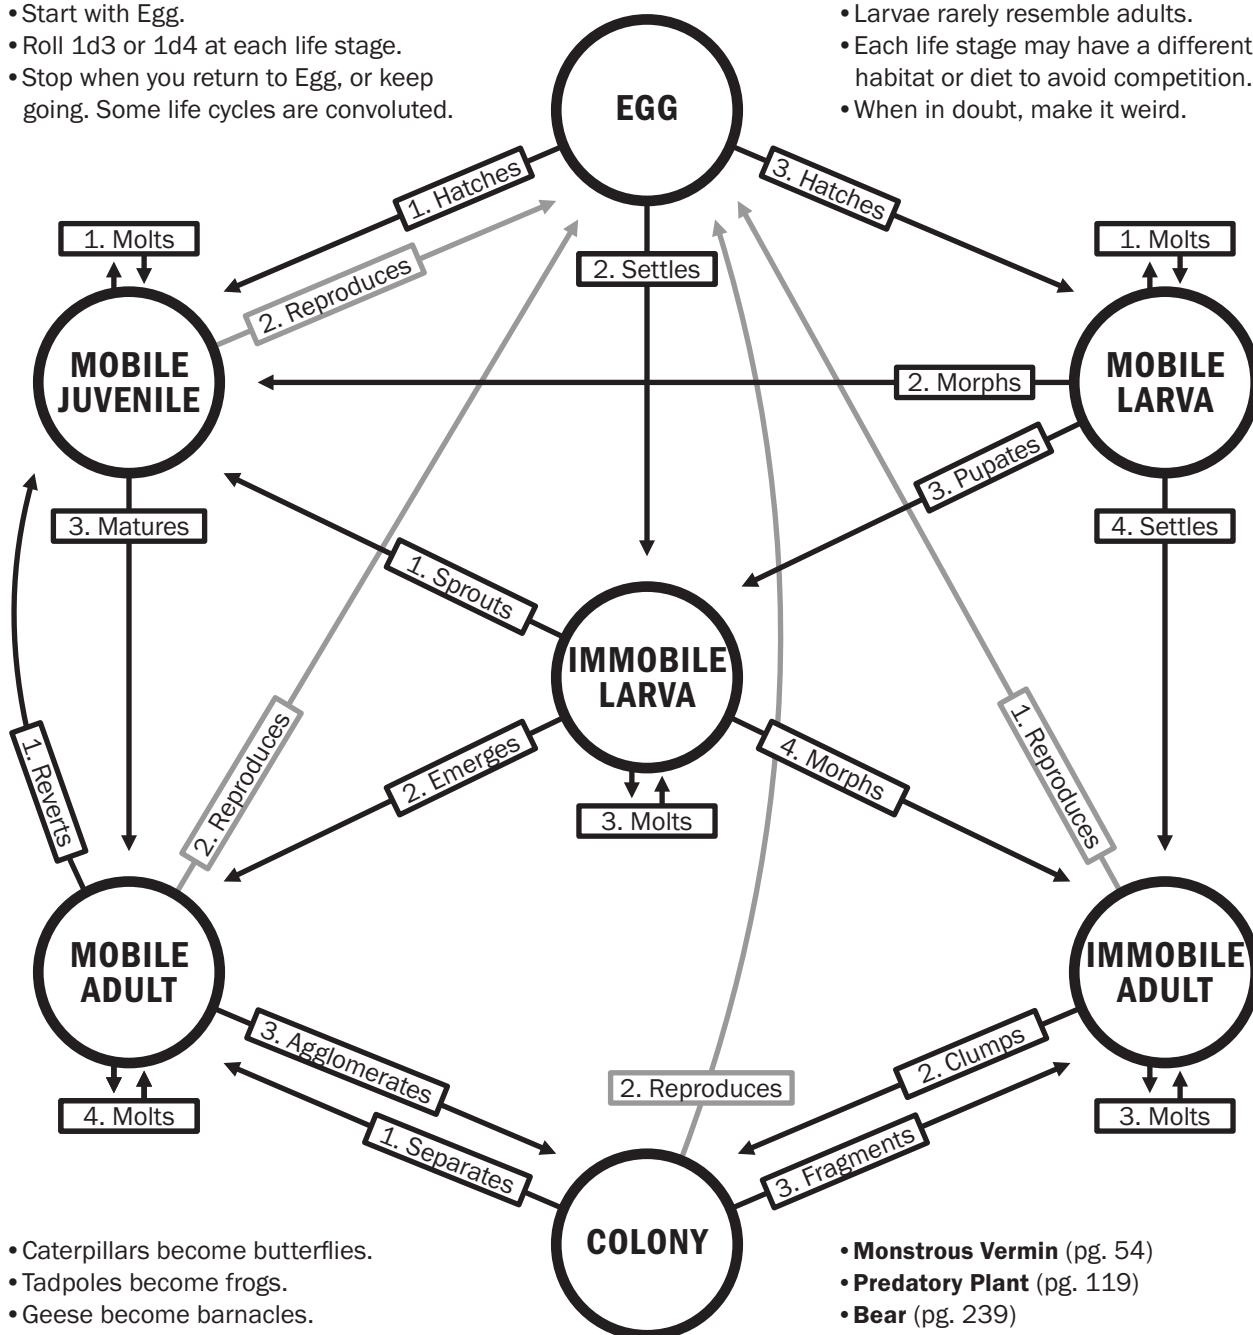 • Start with Egg.
• Roll 1d3 or 1d4 at each life stage.
• Stop when you return to Egg, or keep
going. Some life cycles are convoluted.
• Larvae rarely resemble adults.
• Each life stage may have a different
habitat or diet to avoid competition.
• When in doubt, make it weird.
EGG
1. Hatches
3. Hatches
1. Molts
2. Reproduces
2. Settles
1. Molts
MOBILE
JUVENILE
2. Morphs
MOBILE
LARVA
3. Pupates
3. Matures
4. Settles
1. Sprouts
IMMOBILE
LARVA
1. Reverts
2. Reproduces
2. Emerges
4. Morphs
1. Reproduces
3. Molts
MOBILE
ADULT
IMMOBILE
ADULT
3. Agglomerates
2. Clumps
2. Reproduces
4. Molts
3. Molts
1. Separates
3. Fragments
COLONY
• Caterpillars become butterflies.
• Tadpoles become frogs.
• Geese become barnacles.
• Monstrous Vermin (pg. 54)
• Predatory Plant (pg. 119)
• Bear (pg. 239)